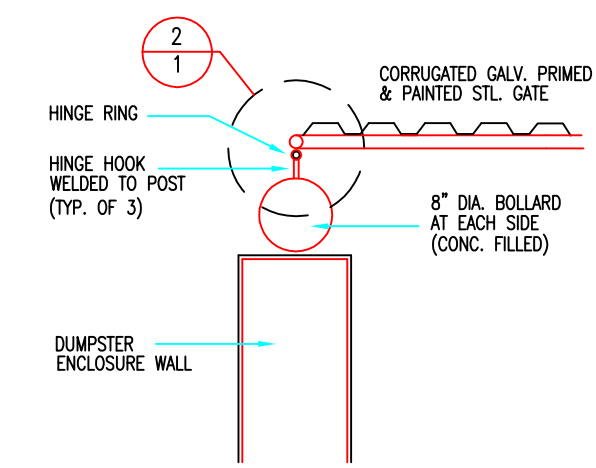 2
1
CORRUGATED GALV. PRIMED
& PAINTED STL. GATE
HINGE RING
HINGE HOOK
WELDED TO POST
(TYP. OF 3)
8" DIA. BOLLARD
AT EACH SIDE
(CONC. FILLED)
DUMPSTER
ENCLOSURE WALL